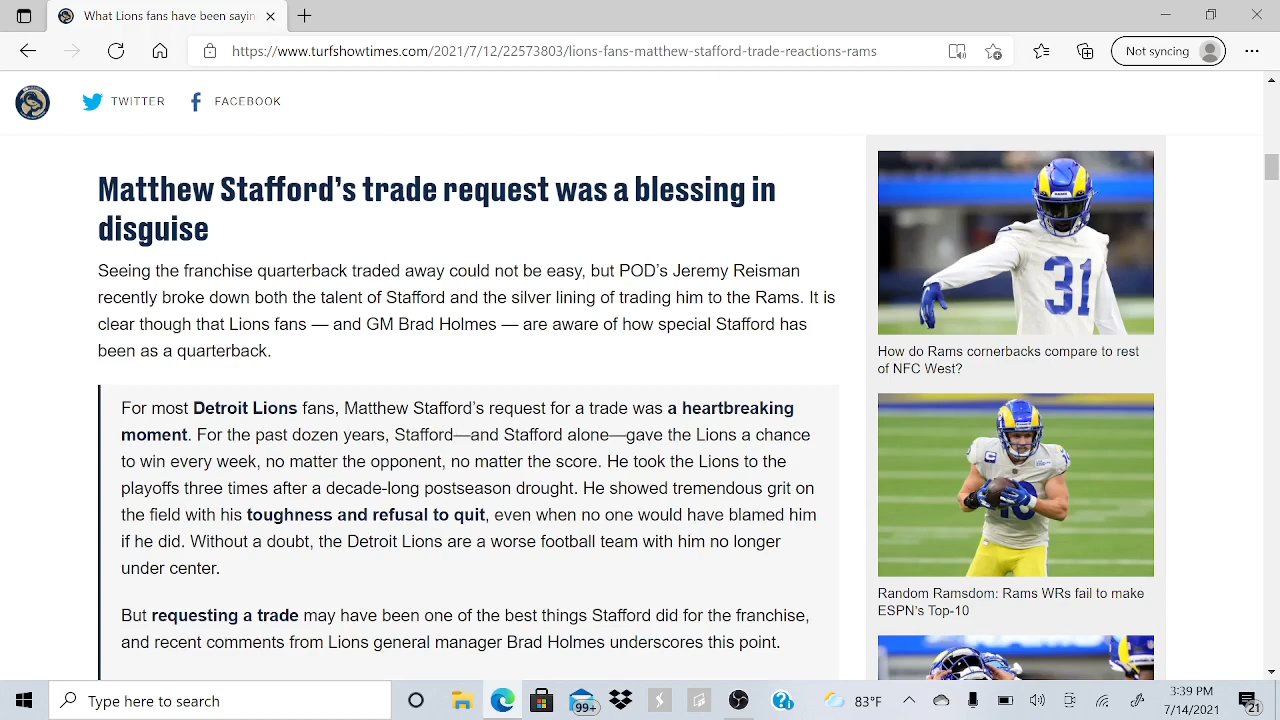 What Lions fans have been sayin
https://www.turfshowtimes.com/2021/7/12/22573803/lions-fans-matthew-stafford-trade-reactions-rams
Not syncing
TWITTER
FACEBOOK
Matthew Stafford's trade request was a blessing in
disguise
Seeing the franchise quarterback traded away could not be easy, but POD's Jeremy Reisman
recently broke down both the talent of Stafford and the silver lining of trading him to the Rams. It is
clear though that Lions fans — and GM Brad Holmes — are aware of how special Stafford has
been as a quarterback.
For most Detroit Lions fans, Matthew Stafford's request for a trade was a heartbreaking
moment. For the past dozen years, Stafford—and Stafford alone—gave the Lions a chance
to win every week, no matter the opponent, no matter the score. He took the Lions to the
playoffs three times after a decade-long postseason drought. He showed tremendous grit on
the field with his toughness and refusal to quit, even when no one would have blamed him
if he did. Without a doubt, the Detroit Lions are a worse football team with him no longer
under center.
But requesting a trade may have been one of the best things Stafford did for the franchise,
and recent comments from Lions general manager Brad Holmes underscores this point.
31
How do Rams cornerbacks compare to rest
of NFC West?
Random Ramsdom: Rams WRs fail to make
ESPN's Top-10
Type here to search
99+
83°F
3:39 PM
7/14/2021
21